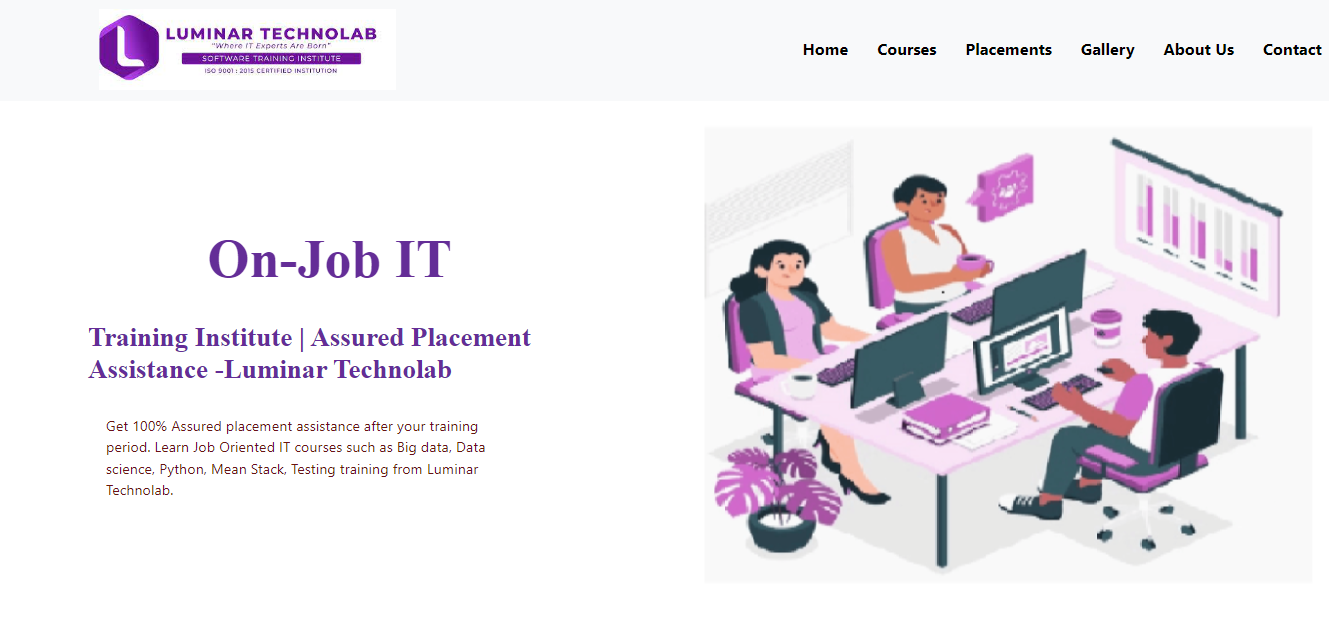 LUMINAR TECHNOLAB
"Where IT Experts Are Born"
SOFTWARE TRAINING INSTITUTE
ISO 9001 : 2015 CERTIFIED INSTITUTION
Home Courses Placements Gallery About Us Contact
On-Job IT
Training Institute | Assured Placement
Assistance -Luminar Technolab
Get 100% Assured placement assistance after your training
period. Learn Job Oriented IT courses such as Big data, Data
science, Python, Mean Stack, Testing training from Luminar
Technolab.